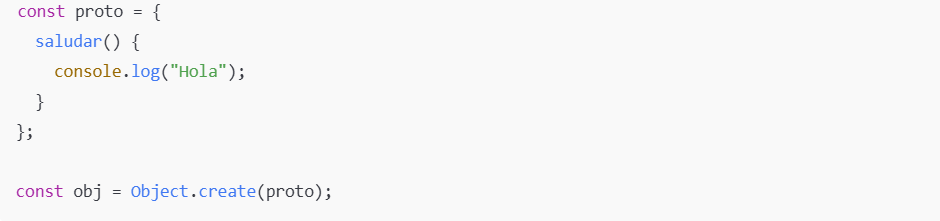 const proto = {
  saludar() {
    console.log("Hola");
  }
};

const obj = Object.create(proto);